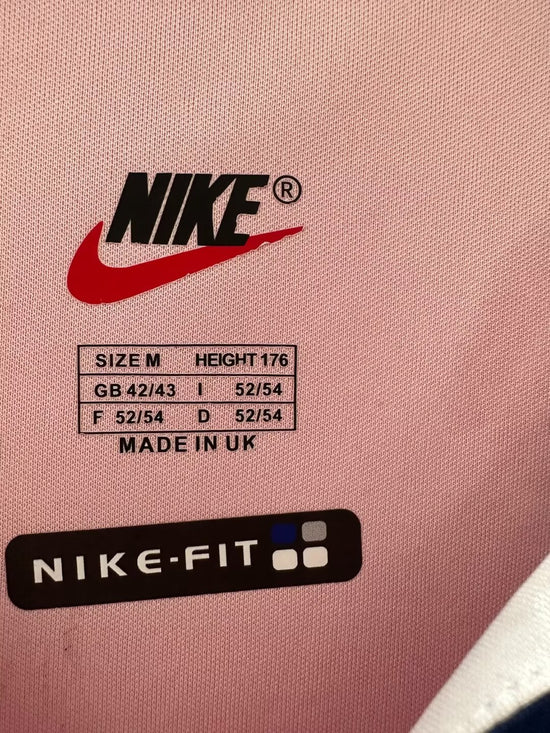 NIKE®
SIZE M HEIGHT 176
GB 42/43 I 52/54
F 52/54 D 52/54
MADE IN UK
NIKE-FIT